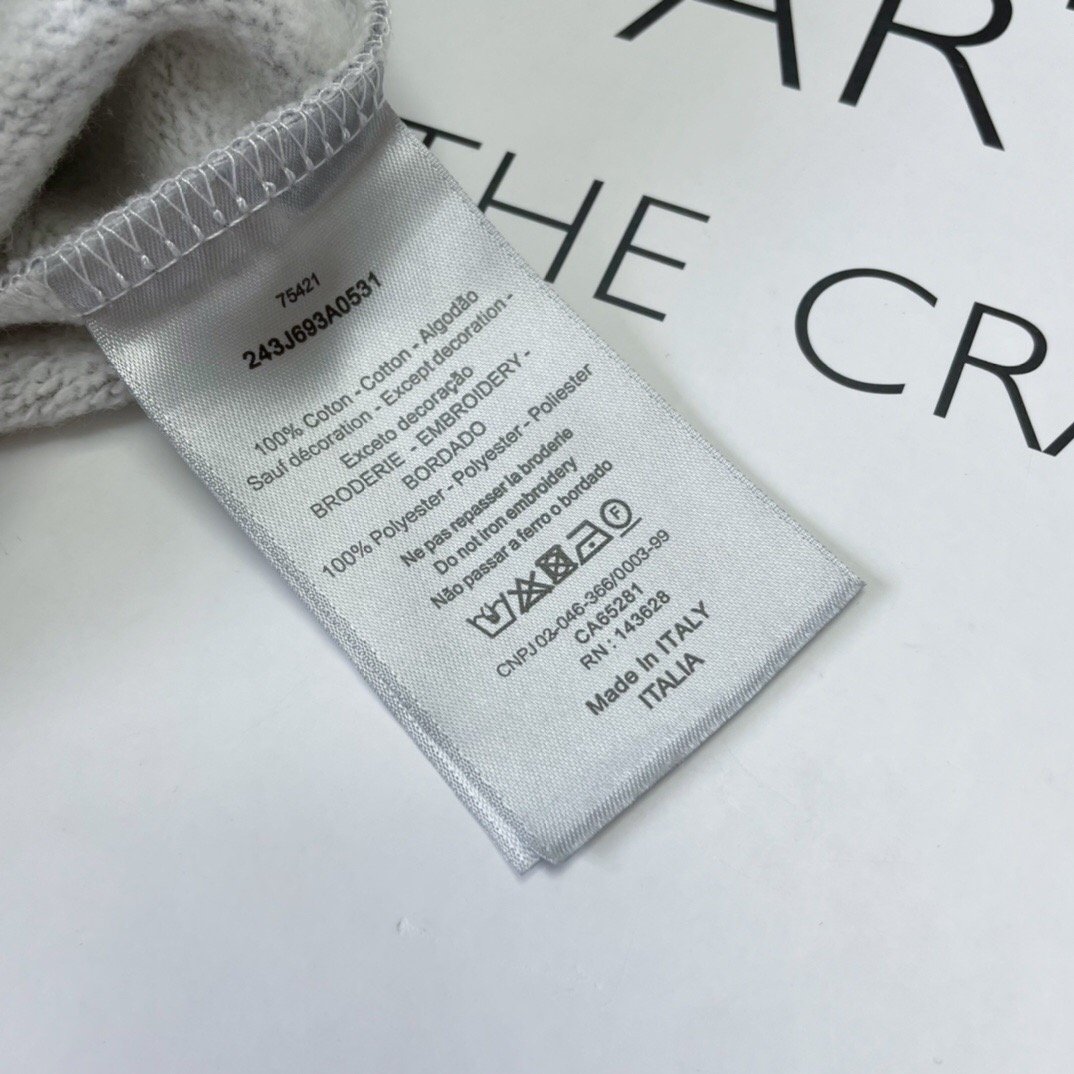 ART
THE CRA
75421
243J693A0531
100% Coton - Cotton - Algodão
Sauf décoration - Except decoration -
Exceto decoração
BRODERIE - EMBROIDERY -
BORDADO
100% Polyester - Polyester - Poliester
Ne pas repasser la broderie
Do not iron embroidery
Não passar a ferro o bordado
F
CNPJ 02-046-366/0003-99
CA65281
RN : 143628
Made In ITALY
ITALIA